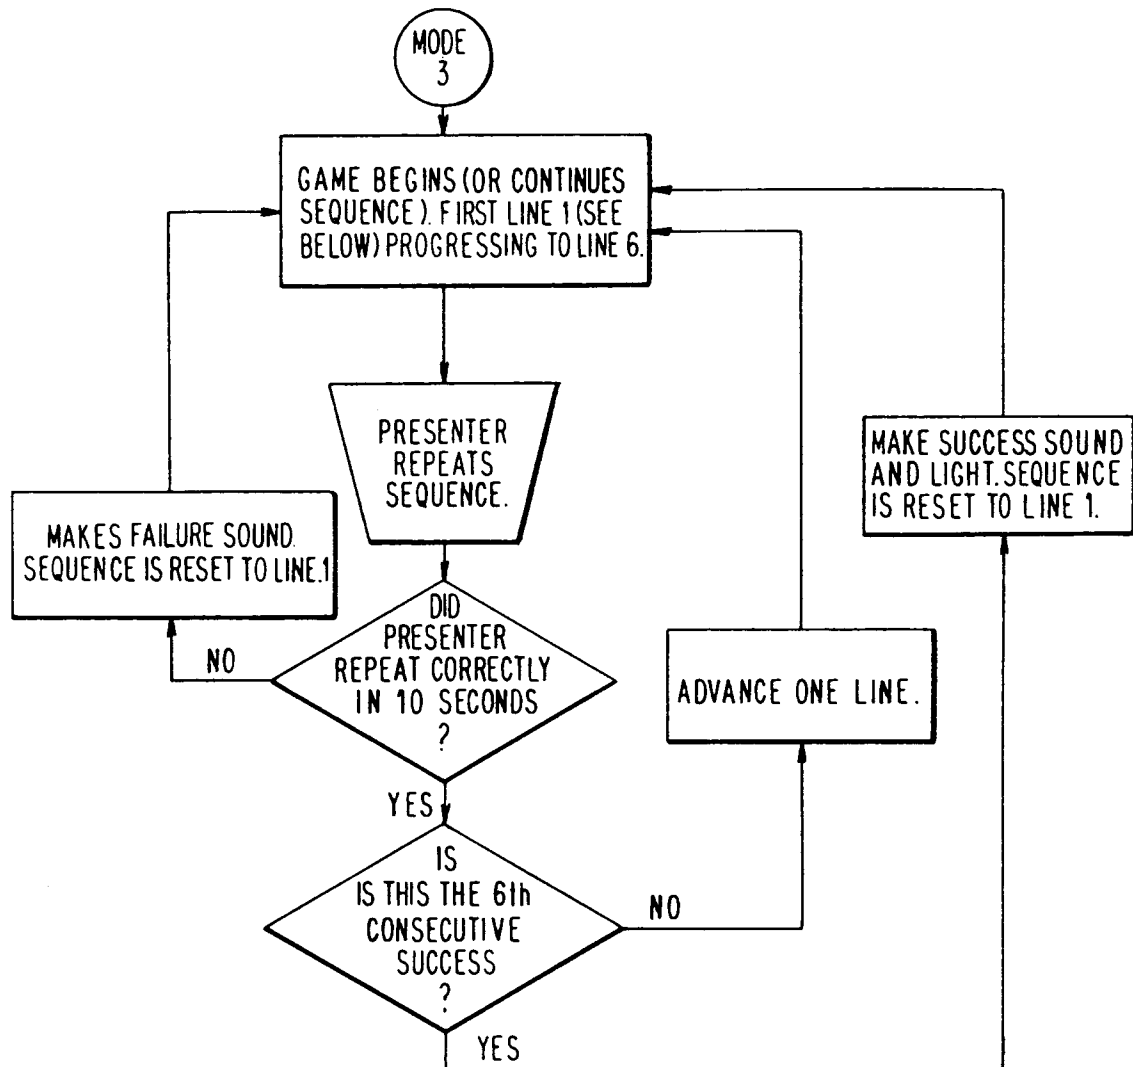 MODE
3
GAME BEGINS (OR CONTINUES
SEQUENCE). FIRST LINE 1 (SEE
BELOW) PROGRESSING TO LINE 6.
PRESENTER
REPEATS
SEQUENCE.
MAKE SUCCESS SOUND
AND LIGHT. SEQUENCE
IS RESET TO LINE 1.
MAKES FAILURE SOUND.
SEQUENCE IS RESET TO LINE.1
DID
PRESENTER
REPEAT CORRECTLY
IN 10 SECONDS
?
NO
ADVANCE ONE LINE.
YES
IS
IS THIS THE 6th
CONSECUTIVE
SUCCESS
?
NO
YES